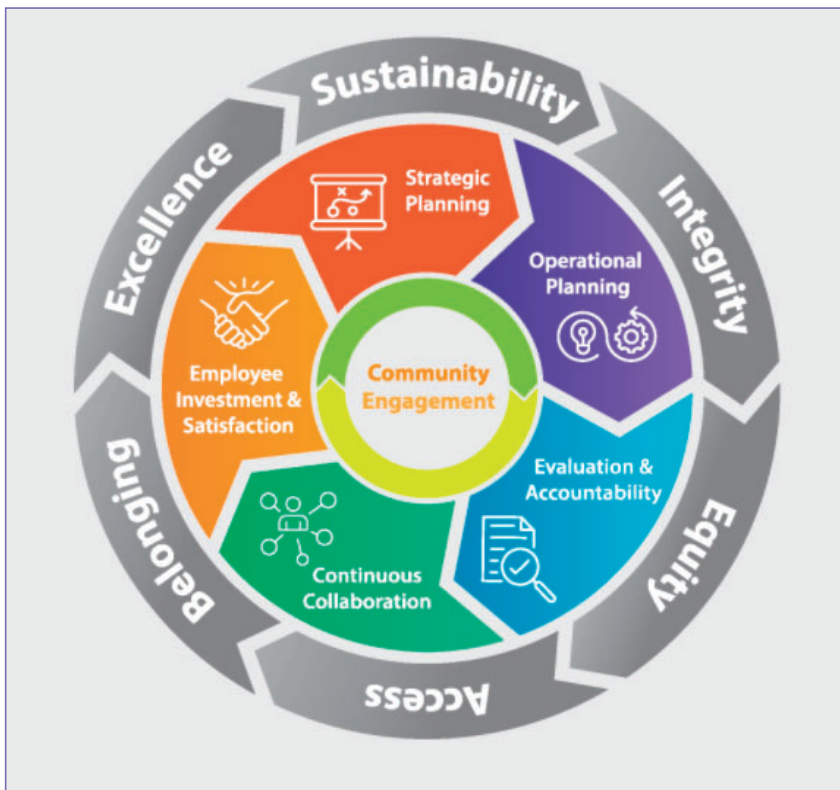 Sustainability
Integrity
Equity
Access
Belonging
Excellence
Strategic
Planning
Operational
Planning
Evaluation &
Accountability
Continuous
Collaboration
Employee
Investment &
Satisfaction
Community
Engagement